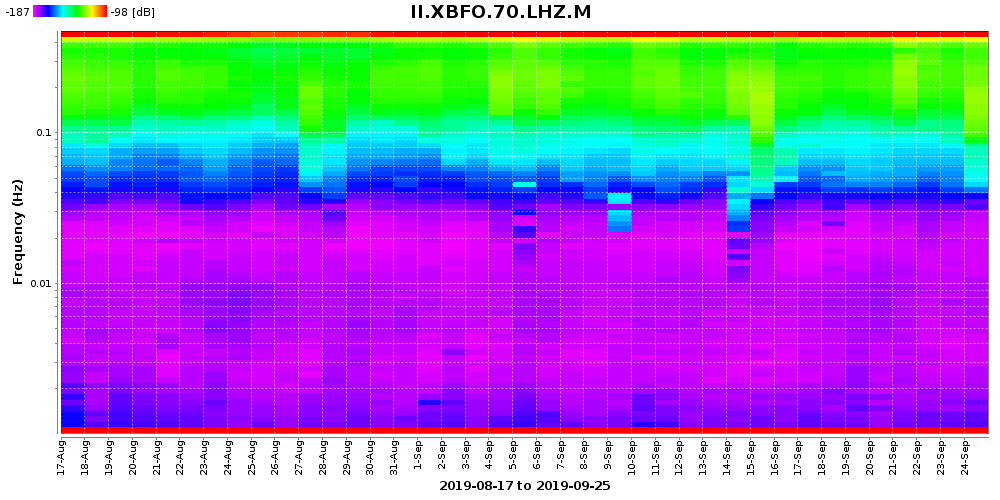 II.XBFO.70.LHZ.M
-187 -98 [dB]
Frequency (Hz)
0.1
0.01
17-Aug 18-Aug 19-Aug 20-Aug 21-Aug 22-Aug 23-Aug 24-Aug 25-Aug 26-Aug 27-Aug 28-Aug 29-Aug 30-Aug 31-Aug 1-Sep 2-Sep 3-Sep 4-Sep 5-Sep 6-Sep 7-Sep 8-Sep 9-Sep 10-Sep 11-Sep 12-Sep 13-Sep 14-Sep 15-Sep 16-Sep 17-Sep 18-Sep 19-Sep 20-Sep 21-Sep 22-Sep 23-Sep 24-Sep
2019-08-17 to 2019-09-25